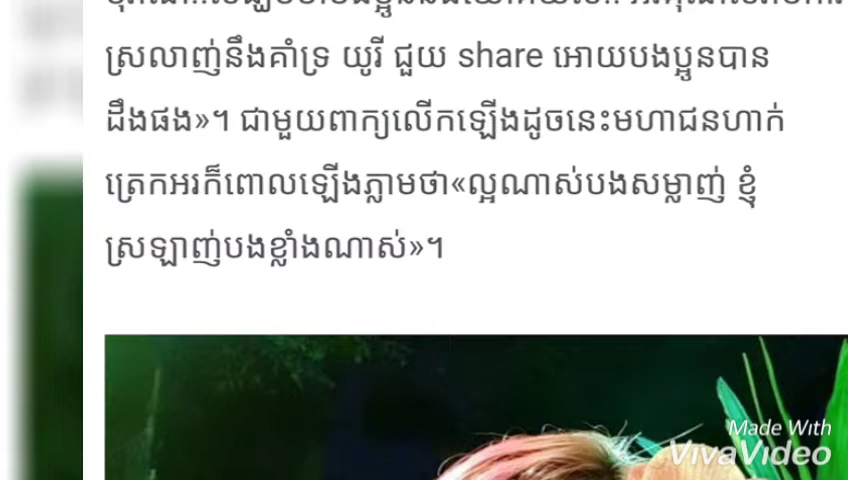 ស្រលាញ់នឹងគាំទ្រ យូរី ជួយ share អោយបងប្អូនបាន
ដឹងផង»។ ជាមួយពាក្យលើកឡើងដូចនេះមហាជនហាក់
ត្រេកអរក៏ពោលឡើងភ្លាមថា«ល្អណាស់បងសម្លាញ់ ខ្ញុំ
ស្រឡាញ់បងខ្លាំងណាស់»។
Made With
VivaVideo